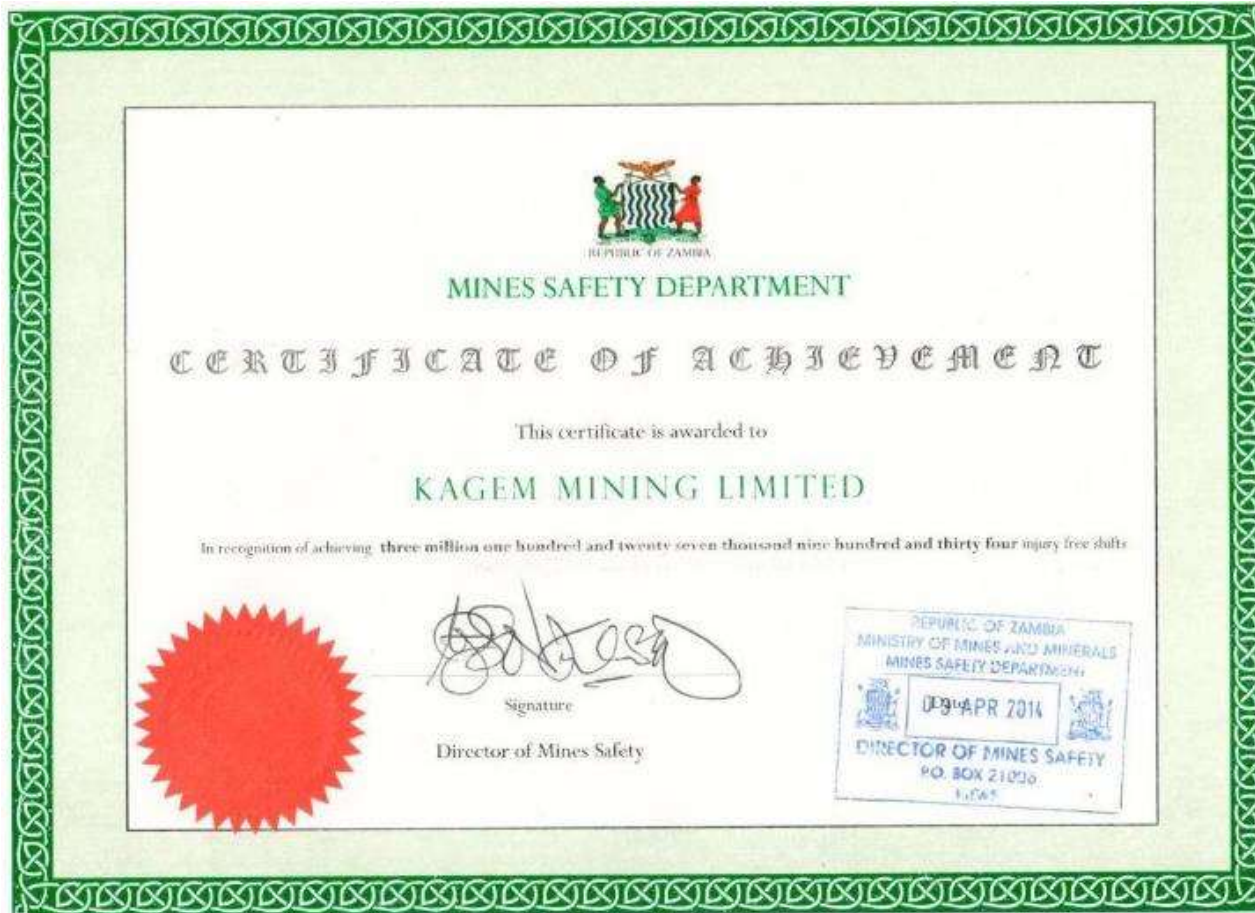 REPUBLIC OF ZAMBIA
MINES SAFETY DEPARTMENT
CERTIFICATE OF ACHIEVEMENT
This certificate is awarded to
KAGEM MINING LIMITED
In recognition of achieving three million one hundred and twenty seven thousand nine hundred and thirty four injury free shifts
Signature
Director of Mines Safety
REPUBLIC OF ZAMBIA
MINISTRY OF MINES AND MINERALS
MINES SAFETY DEPARTMENT
09 APR 2014
DIRECTOR OF MINES SAFETY
P.O. BOX